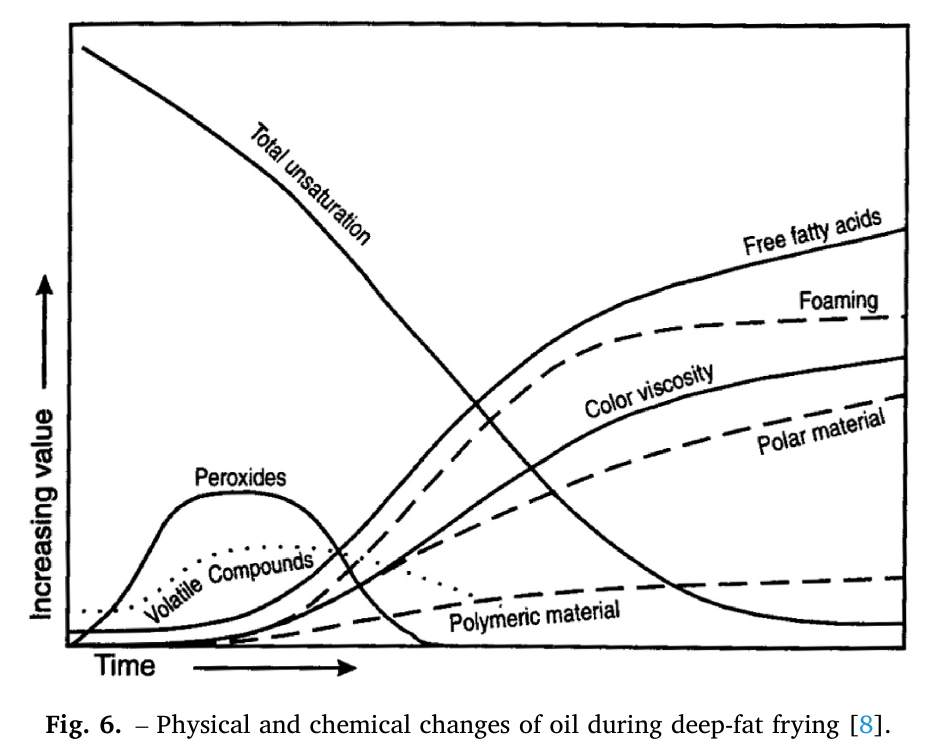 Total unsaturation
Free fatty acids
Foaming
Color viscosity
Polar material
Peroxides
Volatile Compounds
Polymeric material
Increasing value
Time
Fig. 6. – Physical and chemical changes of oil during deep-fat frying [8].